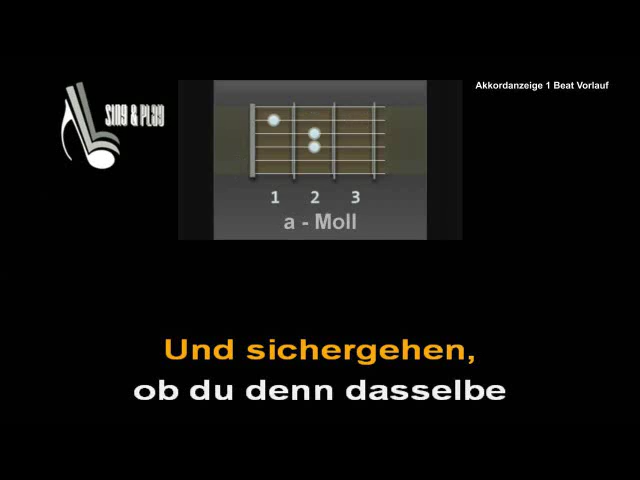 Akkordanzeige 1 Beat Vorlauf
SING & PLAY
1 2 3
a - Moll
Und sichergehen,
ob du denn dasselbe